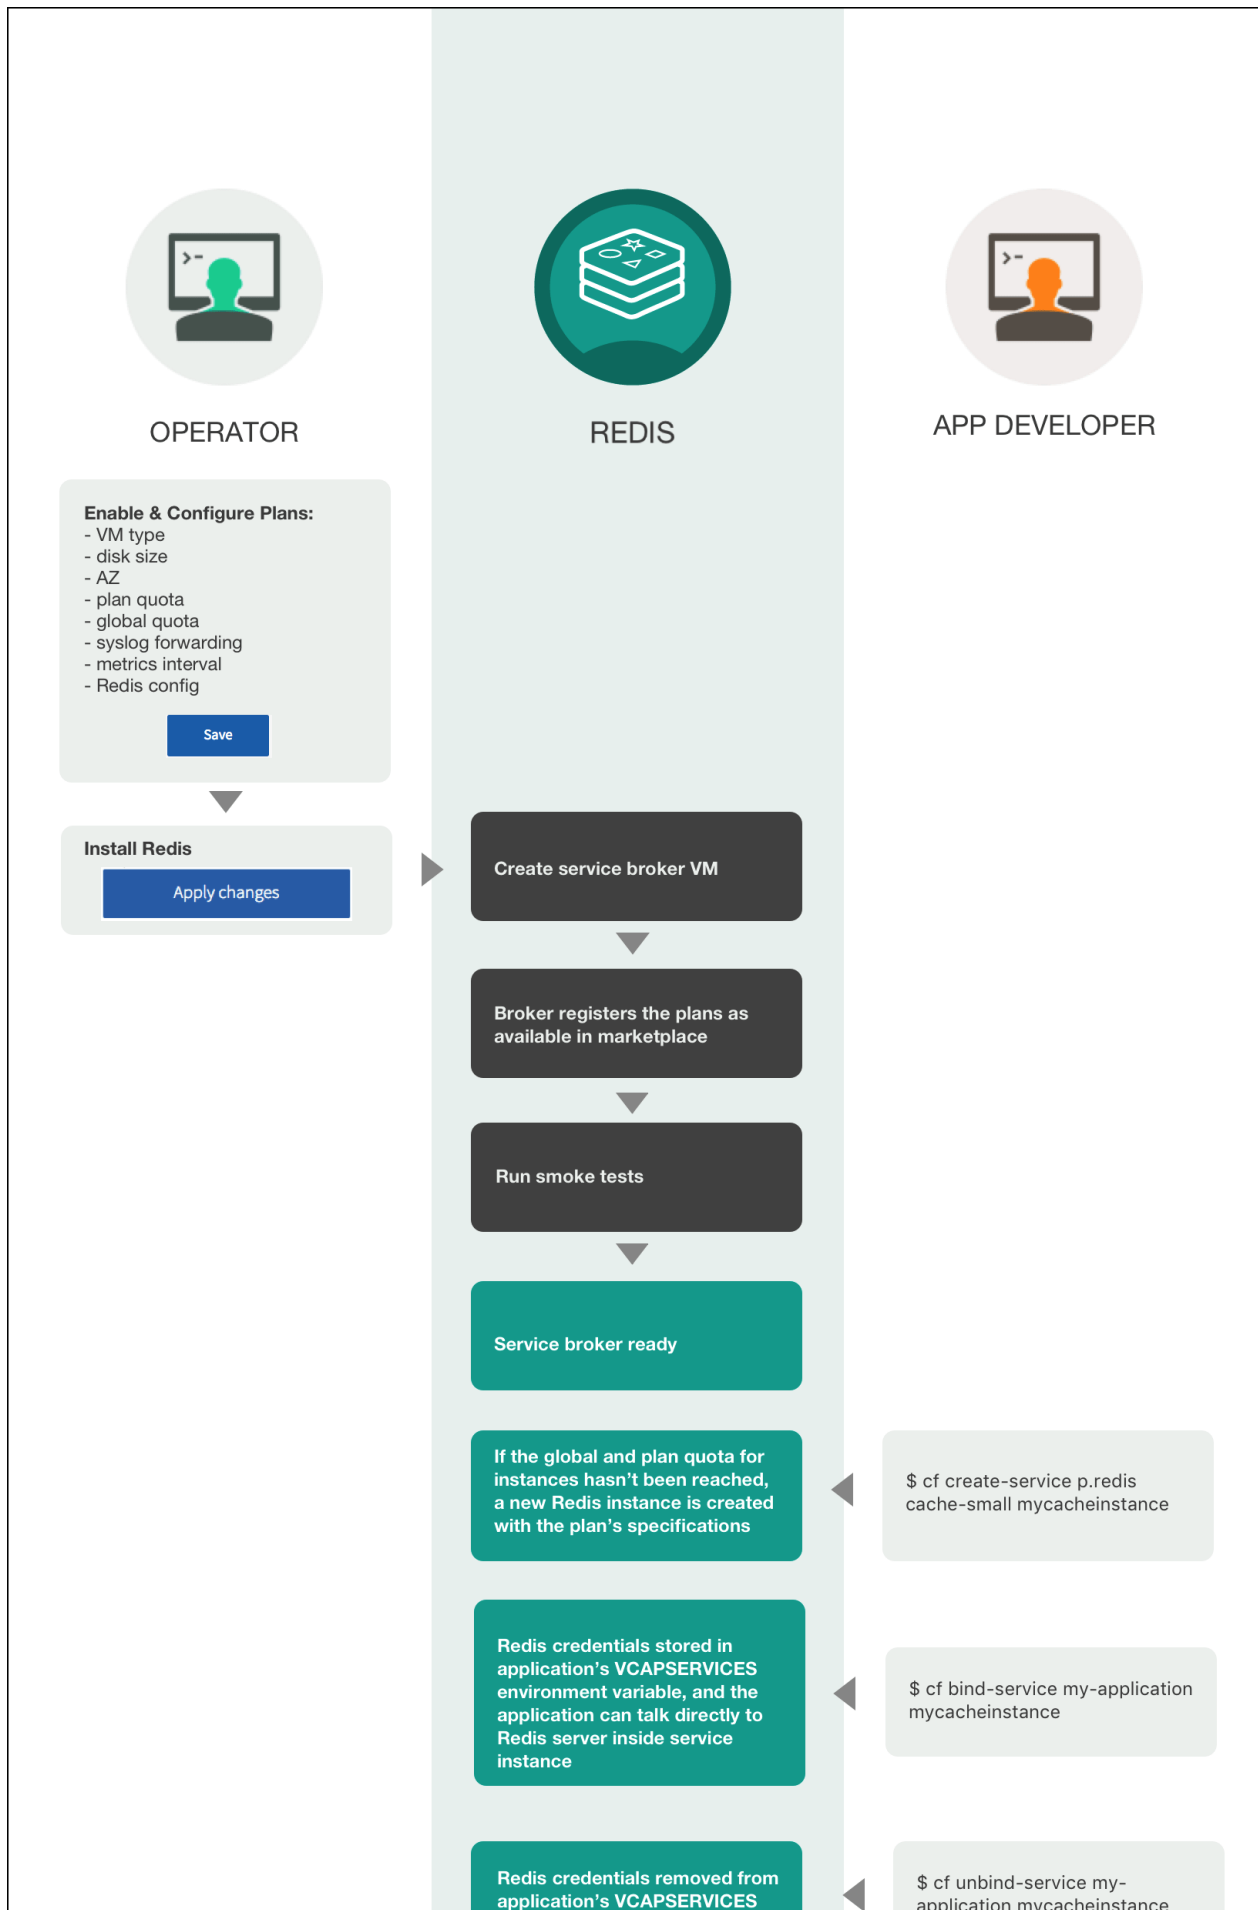 >-
>-
OPERATOR
REDIS
APP DEVELOPER
Enable & Configure Plans:
- VM type
- disk size
- AZ
- plan quota
- global quota
- syslog forwarding
- metrics interval
- Redis config
Save
Install Redis
Apply changes
Create service broker VM
Broker registers the plans as
available in marketplace
Run smoke tests
Service broker ready
If the global and plan quota for
instances hasn’t been reached,
a new Redis instance is created
with the plan’s specifications
$ cf create-service p.redis
cache-small mycacheinstance
Redis credentials stored in
application’s VCAPSERVICES
environment variable, and the
application can talk directly to
Redis server inside service
instance
$ cf bind-service my-application
mycacheinstance
Redis credentials removed from
application’s VCAPSERVICES
$ cf unbind-service my-
application mycacheinstance